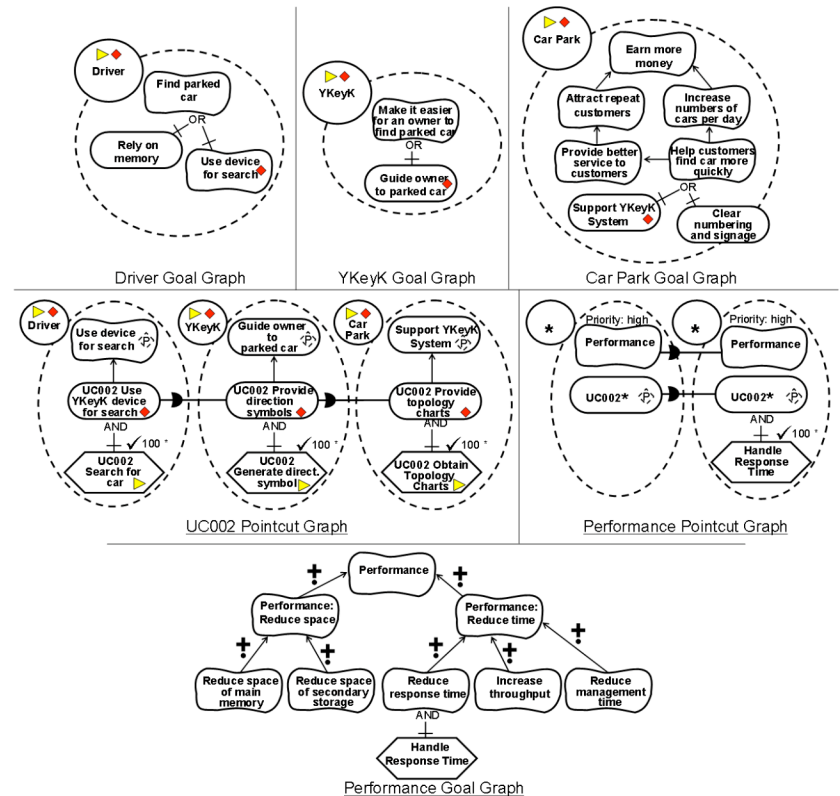 Driver
Find parked
car
OR
Rely on
memory
Use device
for search
Driver Goal Graph
YKeyK
Make it easier
for an owner to
find parked car
OR
Guide owner
to parked car
YKeyK Goal Graph
Car Park
Earn more
money
Attract repeat
customers
Increase
numbers of
cars per day
Provide better
service to
customers
Help customers
find car more
quickly
OR
Support YKeyK
System
Clear
numbering
and signage
Car Park Goal Graph
Driver
Use device
for search
P
UC002 Use
YKeyK device
for search
AND
100 *
UC002
Search for
car
YKeyK
Guide owner
to
parked car
P
UC002 Provide
direction
symbols
AND
100 *
UC002
Generate direct.
symbol
Car
Park
Support YKeyK
System
P
UC002 Provide
topology
charts
AND
100 *
UC002 Obtain
Topology
Charts
UC002 Pointcut Graph
*
Priority: high
Performance
UC002*
P
*
Priority: high
Performance
UC002*
P
AND
100 *
Handle
Response
Time
Performance Pointcut Graph
Performance
Performance:
Reduce space
Performance:
Reduce time
Reduce space
of main
memory
Reduce space
of secondary
storage
Reduce
response time
Increase
throughput
Reduce
management
time
AND
Handle
Response Time
Performance Goal Graph